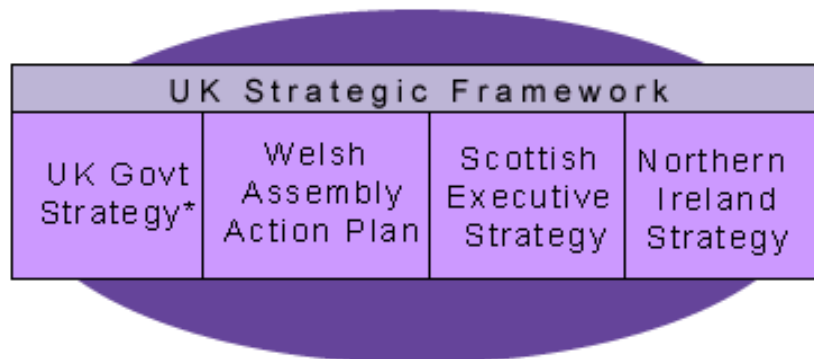 UK Strategic Framework
UK Govt
Strategy*
Welsh
Assembly
Action Plan
Scottish
Executive
Strategy
Northern
Ireland
Strategy